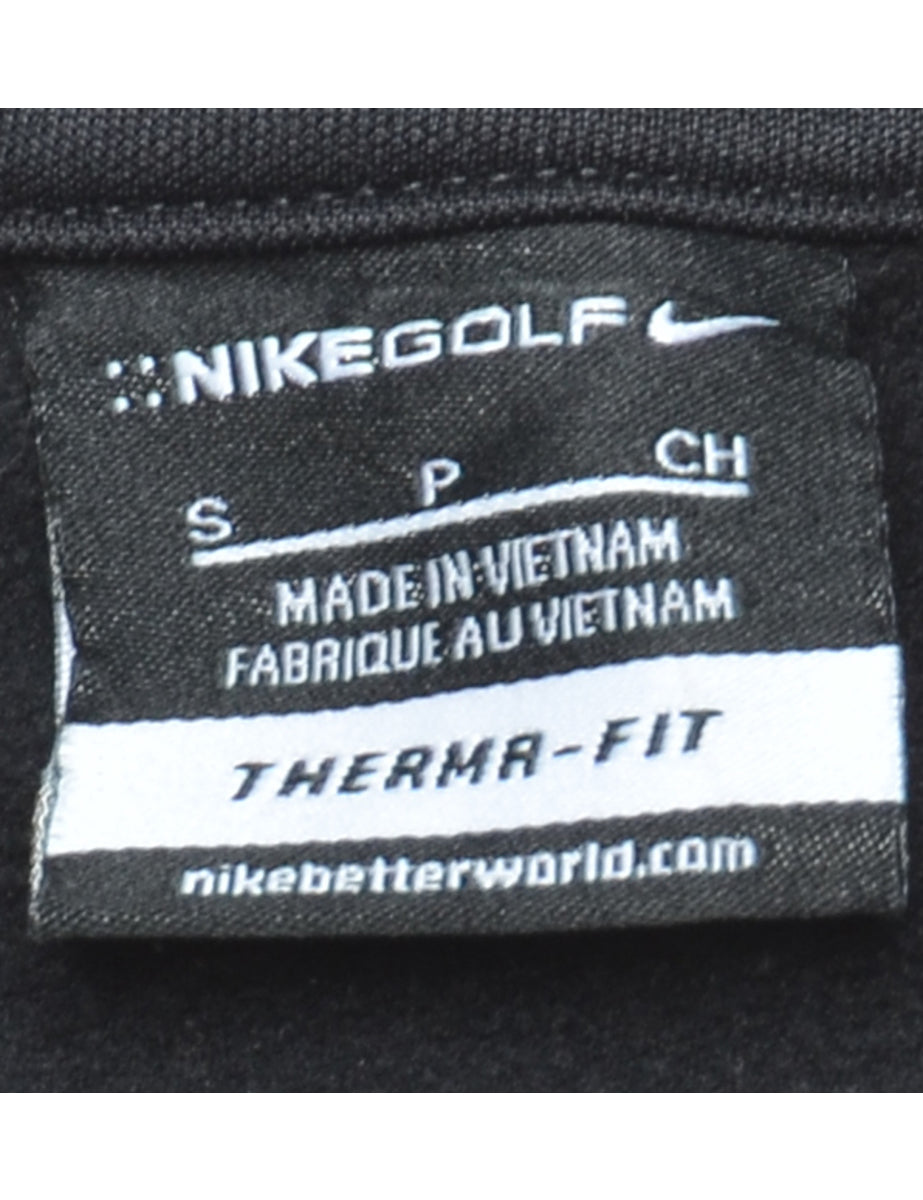 NIKEGOLF
S P CH
MADE IN VIETNAM
FABRIQUE AU VIETNAM
THERMA-FIT
nikebetterworld.com